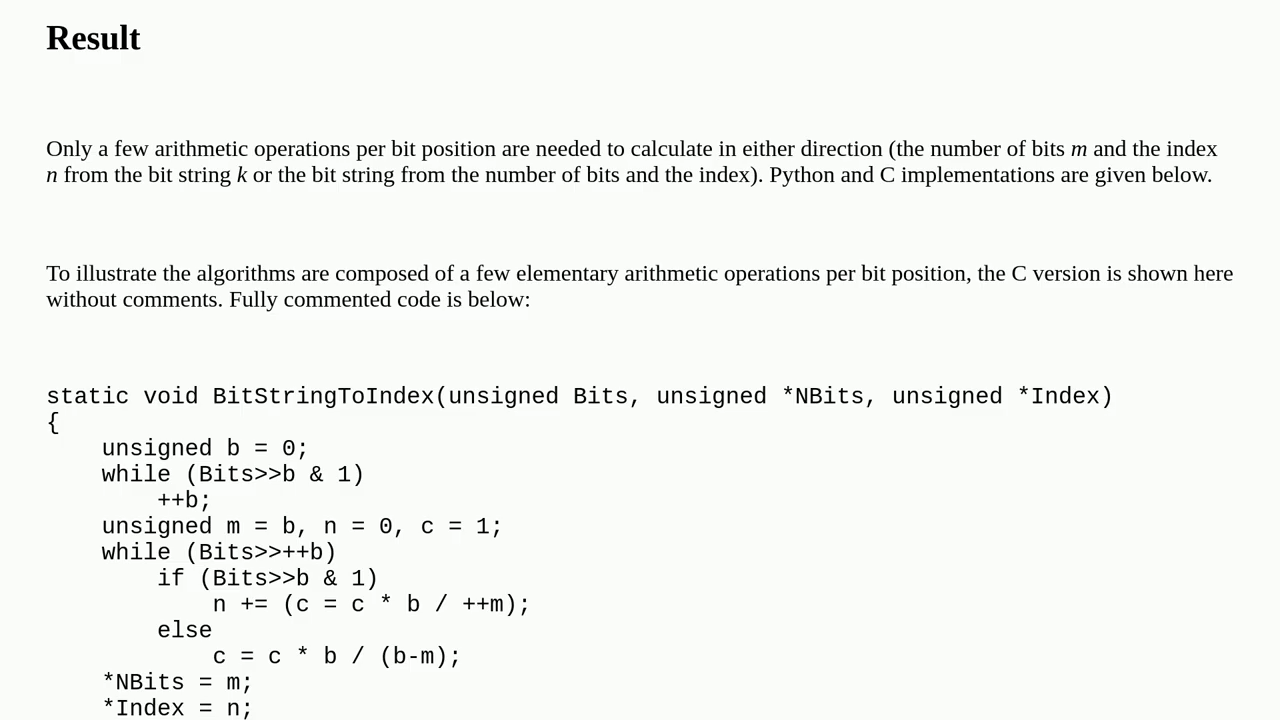 Result
Only a few arithmetic operations per bit position are needed to calculate in either direction (the number of bits m and the index
n from the bit string k or the bit string from the number of bits and the index). Python and C implementations are given below.
To illustrate the algorithms are composed of a few elementary arithmetic operations per bit position, the C version is shown here
without comments. Fully commented code is below:
static void BitStringToIndex(unsigned Bits, unsigned *NBits, unsigned *Index)
{
    unsigned b = 0;
    while (Bits>>b & 1)
        ++b;
    unsigned m = b, n = 0, c = 1;
    while (Bits>>++b)
        if (Bits>>b & 1)
            n += (c = c * b / ++m);
        else
            c = c * b / (b-m);
    *NBits = m;
    *Index = n;